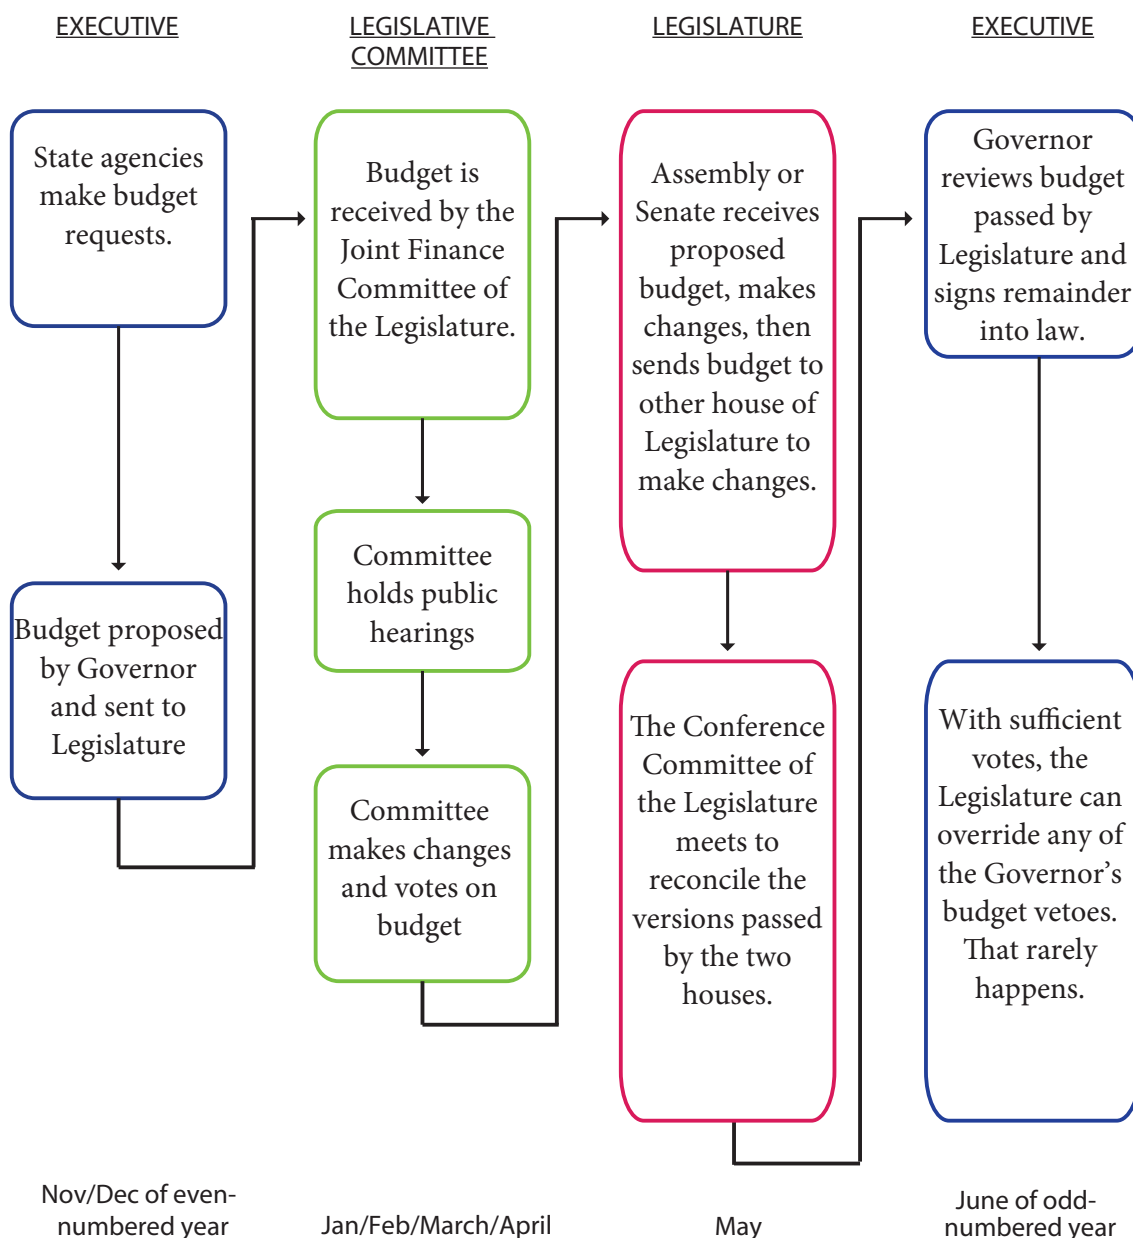 EXECUTIVE
LEGISLATIVE
COMMITTEE
LEGISLATURE
EXECUTIVE
State agencies
make budget
requests.
Budget proposed
by Governor
and sent to
Legislature
Budget is
received by the
Joint Finance
Committee of
the Legislature.
Committee
holds public
hearings
Committee
makes changes
and votes on
budget
Assembly or
Senate receives
proposed
budget, makes
changes, then
sends budget to
other house of
Legislature to
make changes.
The Conference
Committee of
the Legislature
meets to
reconcile the
versions passed
by the two
houses.
Governor
reviews budget
passed by
Legislature and
signs remainder
into law.
With sufficient
votes, the
Legislature can
override any of
the Governor’s
budget vetoes.
That rarely
happens.
Nov/Dec of even-
numbered year
Jan/Feb/March/April
May
June of odd-
numbered year